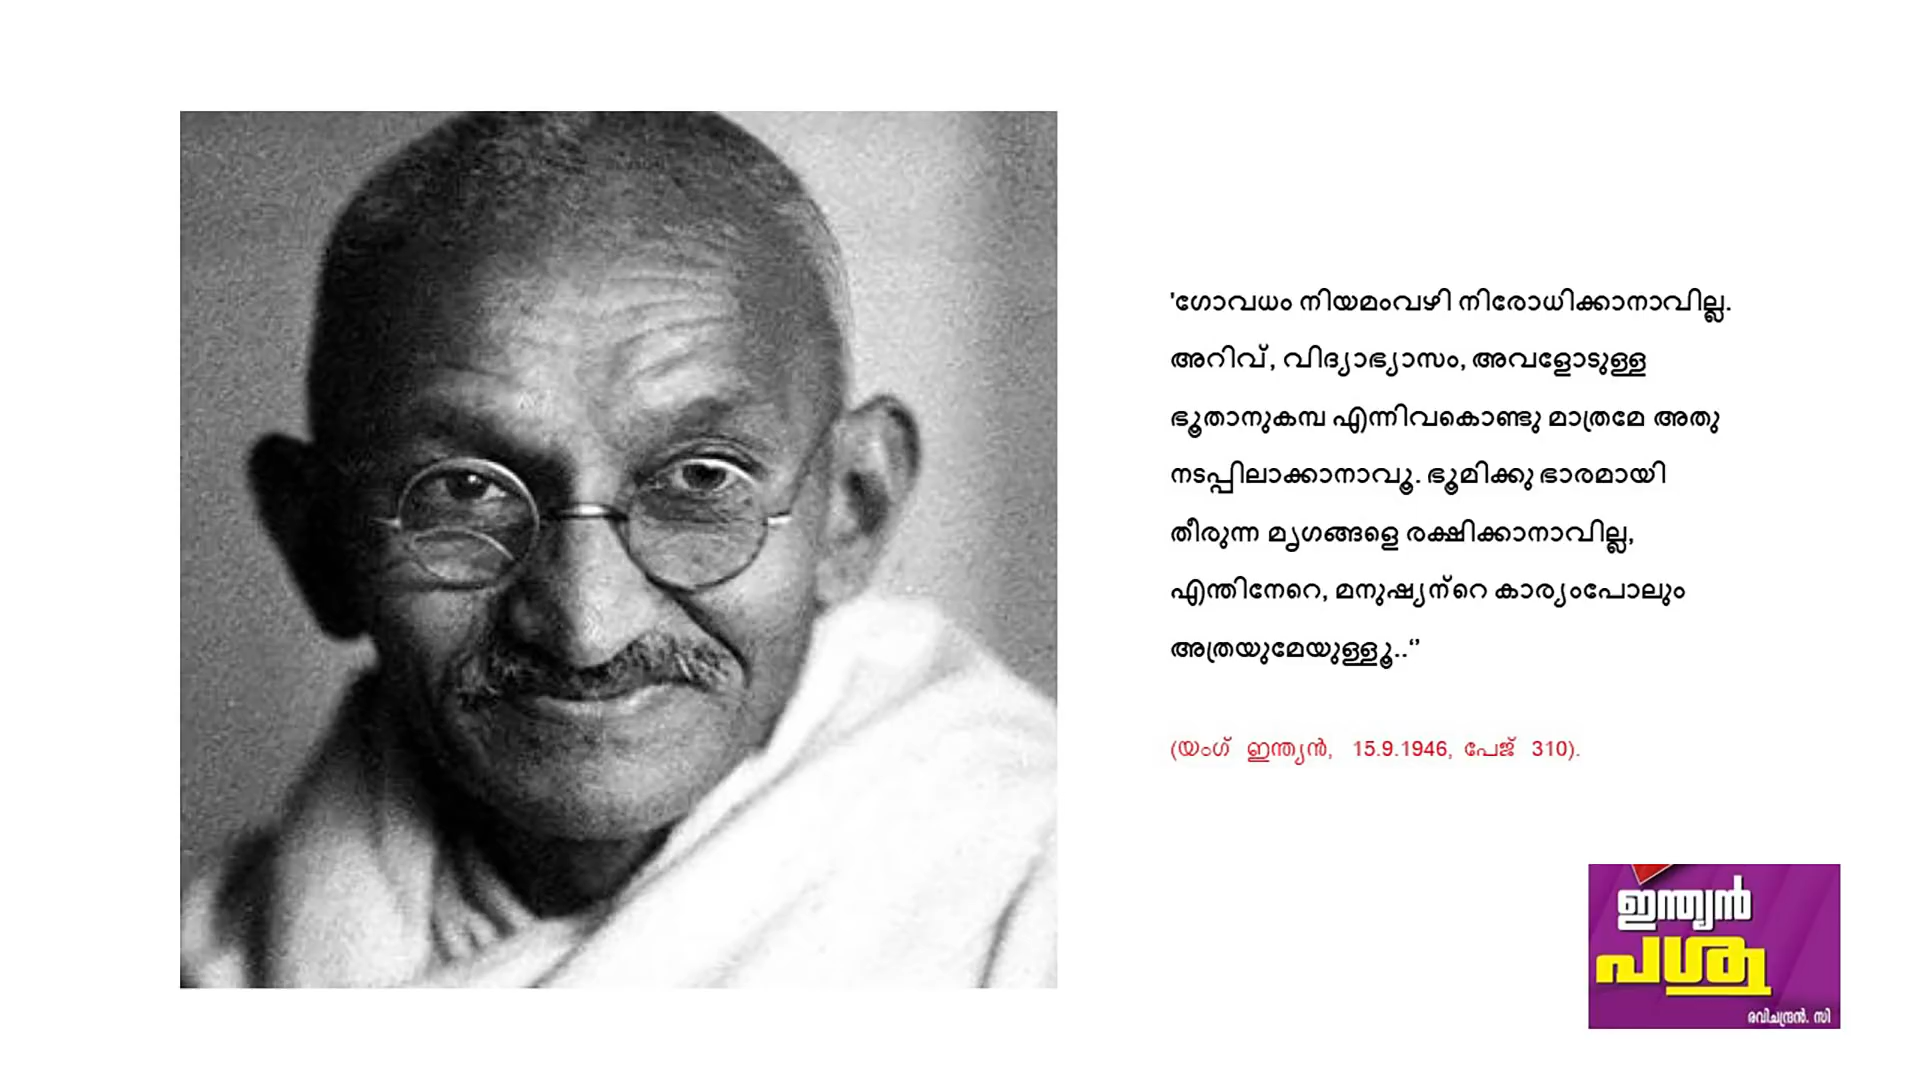 'ഗോവധം നിയമംവഴി നിരോധിക്കാനാവില്ല.
അറിവ്, വിദ്യാഭ്യാസം, അവളോടുള്ള
ഭൂതാനുകമ്പ എന്നിവകൊണ്ടു മാത്രമേ അതു
നടപ്പിലാക്കാനാവൂ. ഭൂമിക്കു ഭാരമായി
തീരുന്ന മൃഗങ്ങളെ രക്ഷിക്കാനാവില്ല,
എന്തിനേറെ, മനുഷ്യന്റെ കാര്യംപോലും
അത്രയുമേയുള്ളൂ..‘’
(യംഗ് ഇന്ത്യൻ, 15.9.1946, പേജ് 310).
ഇന്ത്യൻ
പശു
രവിചന്ദ്രൻ. സി